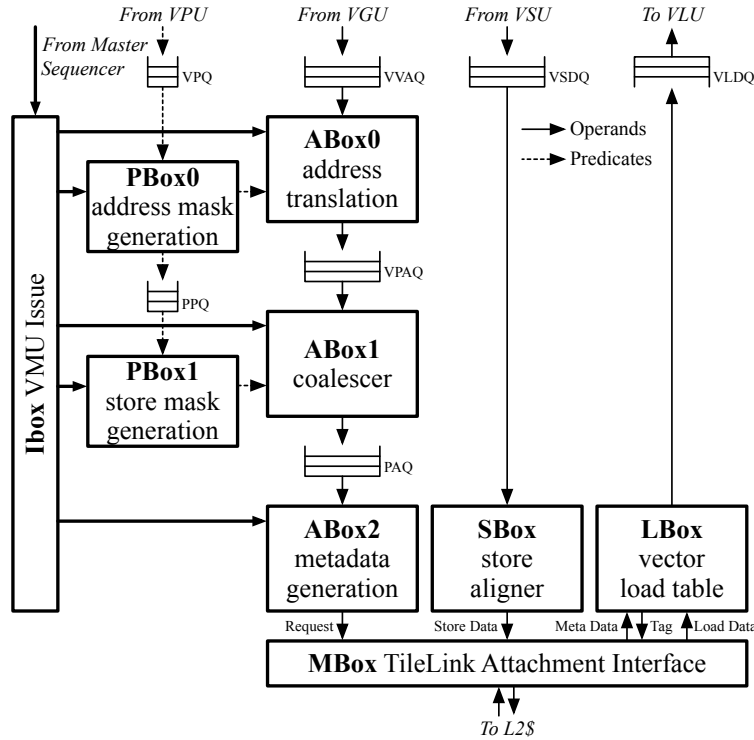 From VPU
From VGU
From VSU
To VLU
From Master
Sequencer
VPQ
VVAQ
VSDQ
VLDQ
ABox0
address
translation
Operands
Predicates
PBox0
address mask
generation
VPAQ
PPQ
Ibox VMU Issue
ABox1
coalescer
PBox1
store mask
generation
PAQ
ABox2
metadata
generation
SBox
store
aligner
LBox
vector
load table
Request
Store Data
Meta Data
Tag
Load Data
MBox TileLink Attachment Interface
To L2$